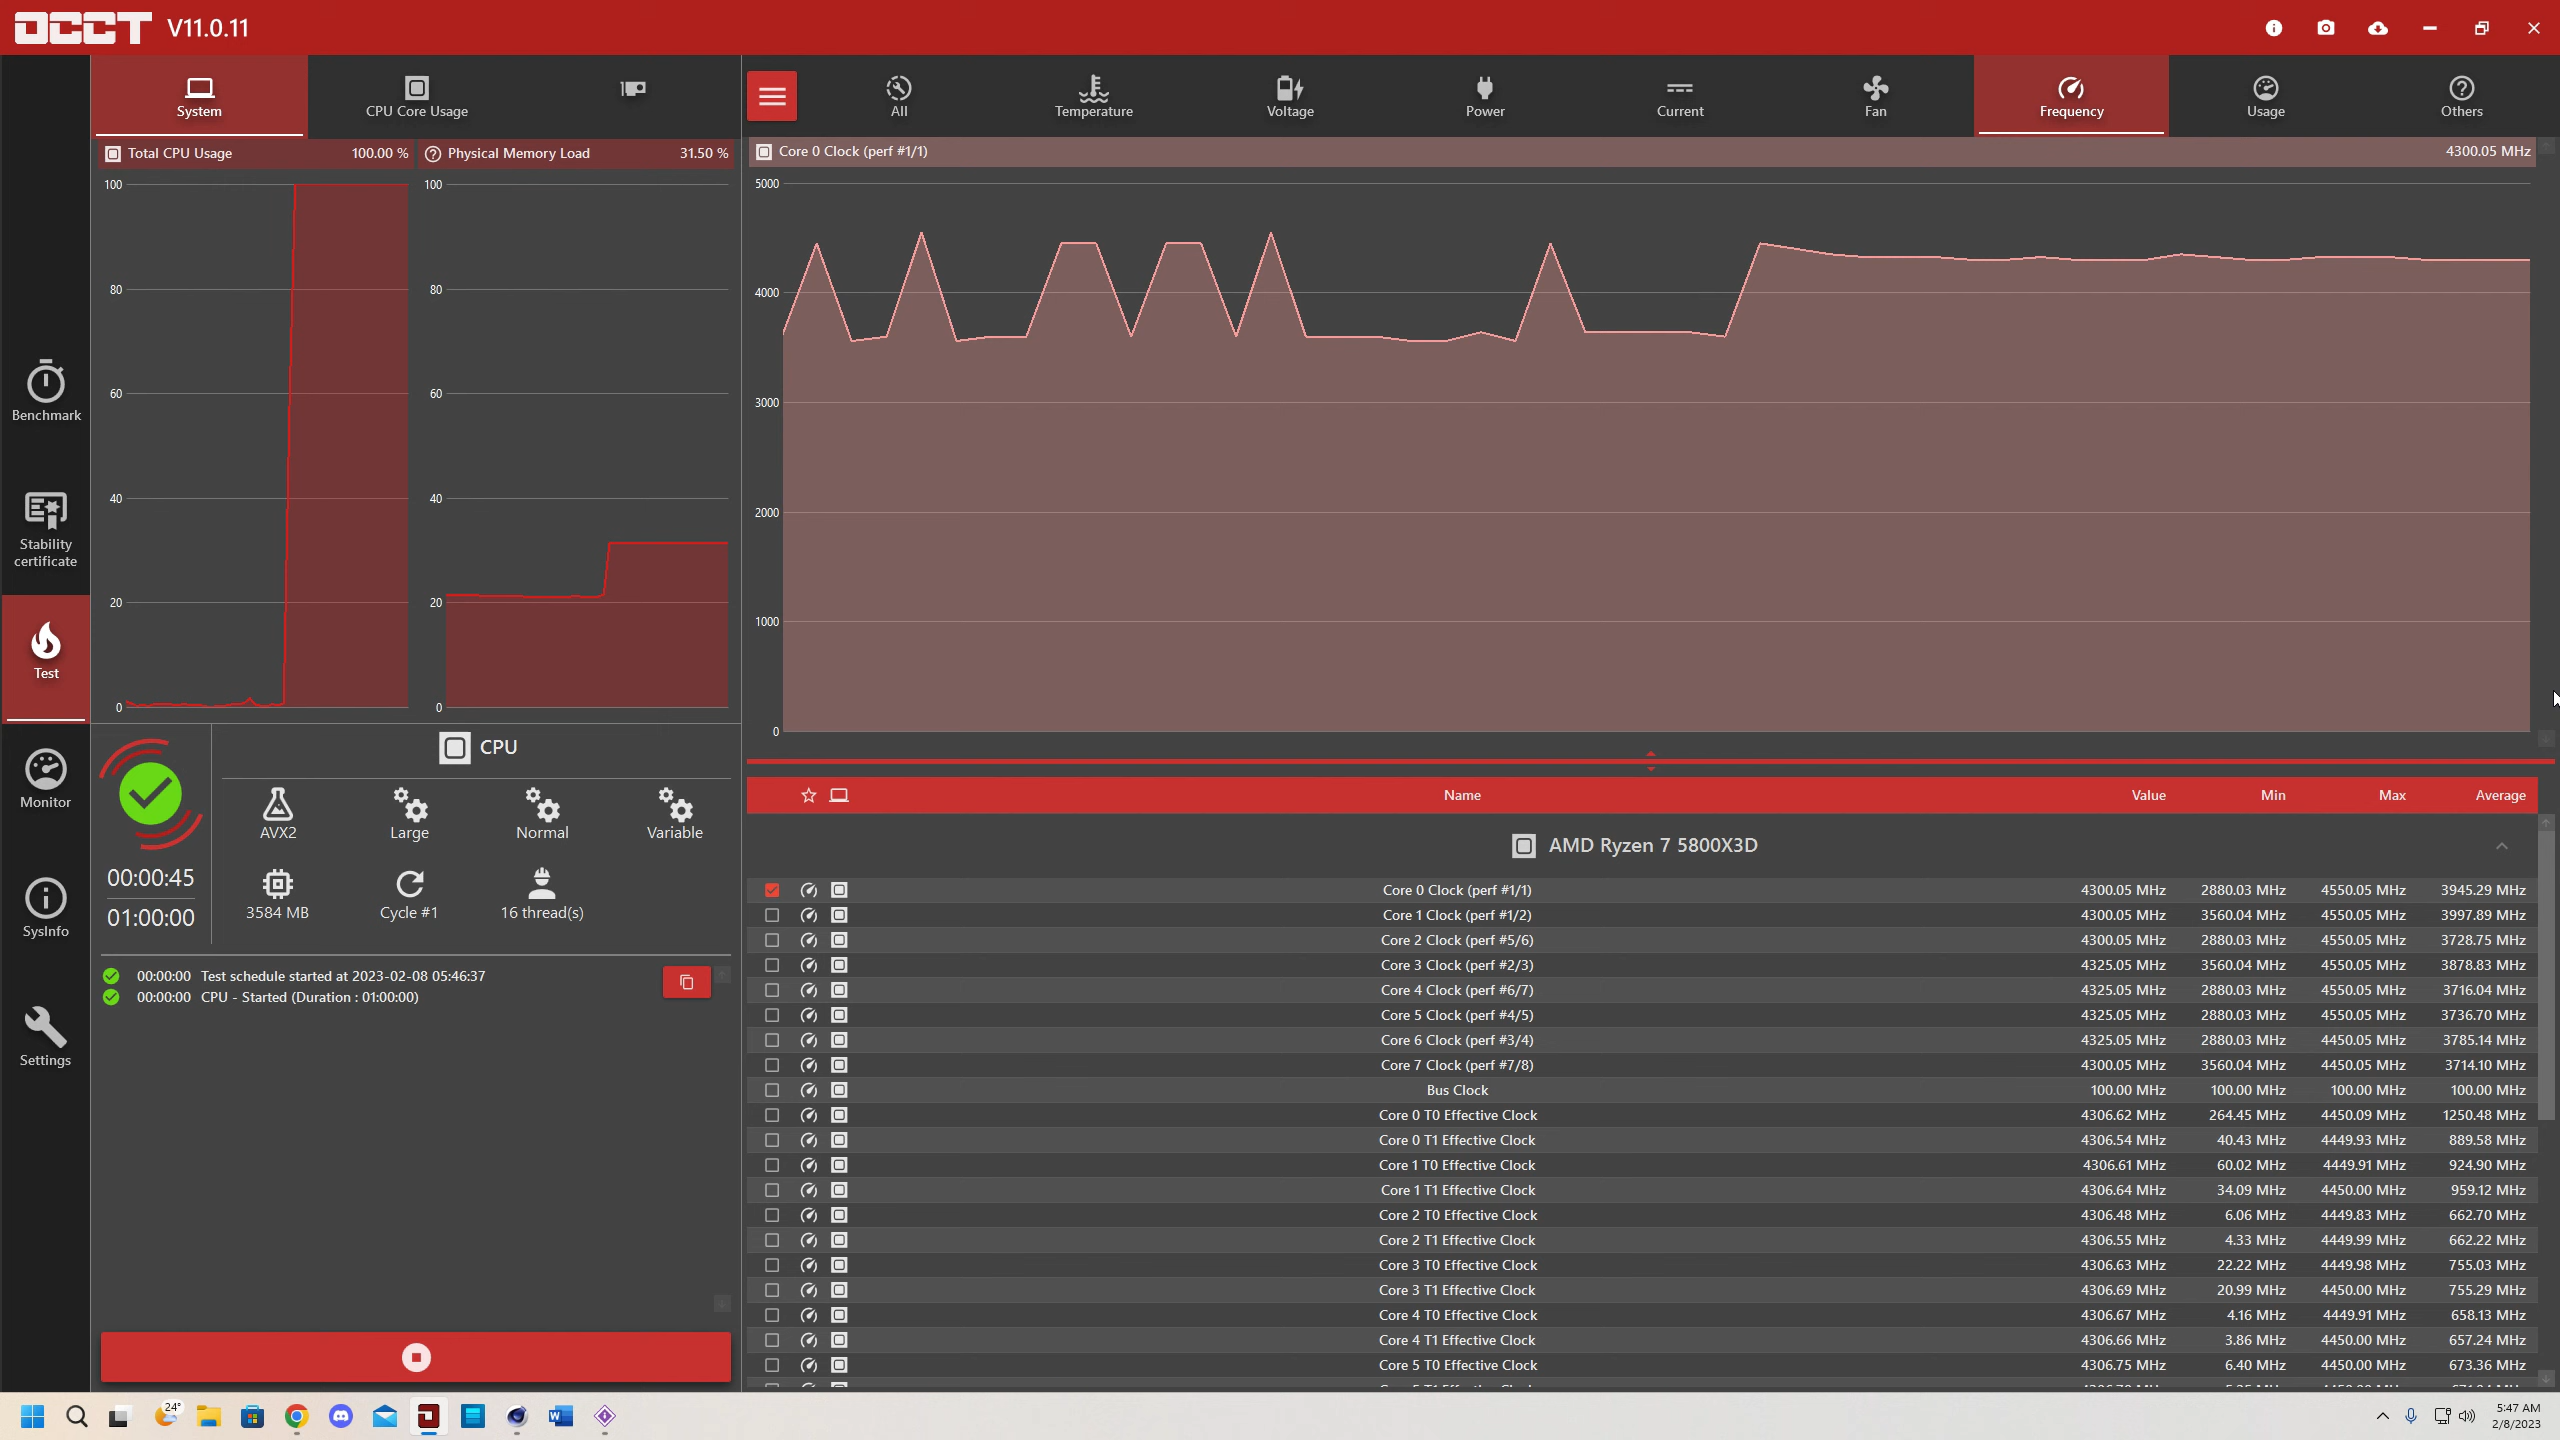 OCCT V11.0.11
System
CPU Core Usage
All
Temperature
Voltage
Power
Current
Fan
Frequency
Usage
Others
Total CPU Usage 100.00 %
Physical Memory Load 31.50 %
100
80
60
40
20
0
100
80
60
40
20
0
Core 0 Clock (perf #1/1) 4300.05 MHz
5000
4000
3000
2000
1000
0
Benchmark
Stability
certificate
Test
Monitor
SysInfo
Settings
CPU
AVX2
Large
Normal
Variable
3584 MB
Cycle #1
16 thread(s)
00:00:45
01:00:00
00:00:00 Test schedule started at 2023-02-08 05:46:37
00:00:00 CPU - Started (Duration : 01:00:00)
Name Value Min Max Average
AMD Ryzen 7 5800X3D
Core 0 Clock (perf #1/1) 4300.05 MHz 2880.03 MHz 4550.05 MHz 3945.29 MHz
Core 1 Clock (perf #1/2) 4300.05 MHz 3560.04 MHz 4550.05 MHz 3997.89 MHz
Core 2 Clock (perf #5/6) 4300.05 MHz 2880.03 MHz 4550.05 MHz 3728.75 MHz
Core 3 Clock (perf #2/3) 4325.05 MHz 3560.04 MHz 4550.05 MHz 3878.83 MHz
Core 4 Clock (perf #6/7) 4325.05 MHz 2880.03 MHz 4550.05 MHz 3716.04 MHz
Core 5 Clock (perf #4/5) 4325.05 MHz 2880.03 MHz 4550.05 MHz 3736.70 MHz
Core 6 Clock (perf #3/4) 4325.05 MHz 2880.03 MHz 4450.05 MHz 3785.14 MHz
Core 7 Clock (perf #7/8) 4300.05 MHz 3560.04 MHz 4450.05 MHz 3714.10 MHz
Bus Clock 100.00 MHz 100.00 MHz 100.00 MHz 100.00 MHz
Core 0 T0 Effective Clock 4306.62 MHz 264.45 MHz 4450.09 MHz 1250.48 MHz
Core 0 T1 Effective Clock 4306.54 MHz 40.43 MHz 4449.93 MHz 889.58 MHz
Core 1 T0 Effective Clock 4306.61 MHz 60.02 MHz 4449.91 MHz 924.90 MHz
Core 1 T1 Effective Clock 4306.64 MHz 34.09 MHz 4450.00 MHz 959.12 MHz
Core 2 T0 Effective Clock 4306.48 MHz 6.06 MHz 4449.83 MHz 662.70 MHz
Core 2 T1 Effective Clock 4306.55 MHz 4.33 MHz 4449.99 MHz 662.22 MHz
Core 3 T0 Effective Clock 4306.63 MHz 22.22 MHz 4449.98 MHz 755.03 MHz
Core 3 T1 Effective Clock 4306.69 MHz 20.99 MHz 4450.00 MHz 755.29 MHz
Core 4 T0 Effective Clock 4306.67 MHz 4.16 MHz 4449.91 MHz 658.13 MHz
Core 4 T1 Effective Clock 4306.66 MHz 3.86 MHz 4450.00 MHz 657.24 MHz
Core 5 T0 Effective Clock 4306.75 MHz 6.40 MHz 4450.00 MHz 673.36 MHz
24°
5:47 AM
2/8/2023